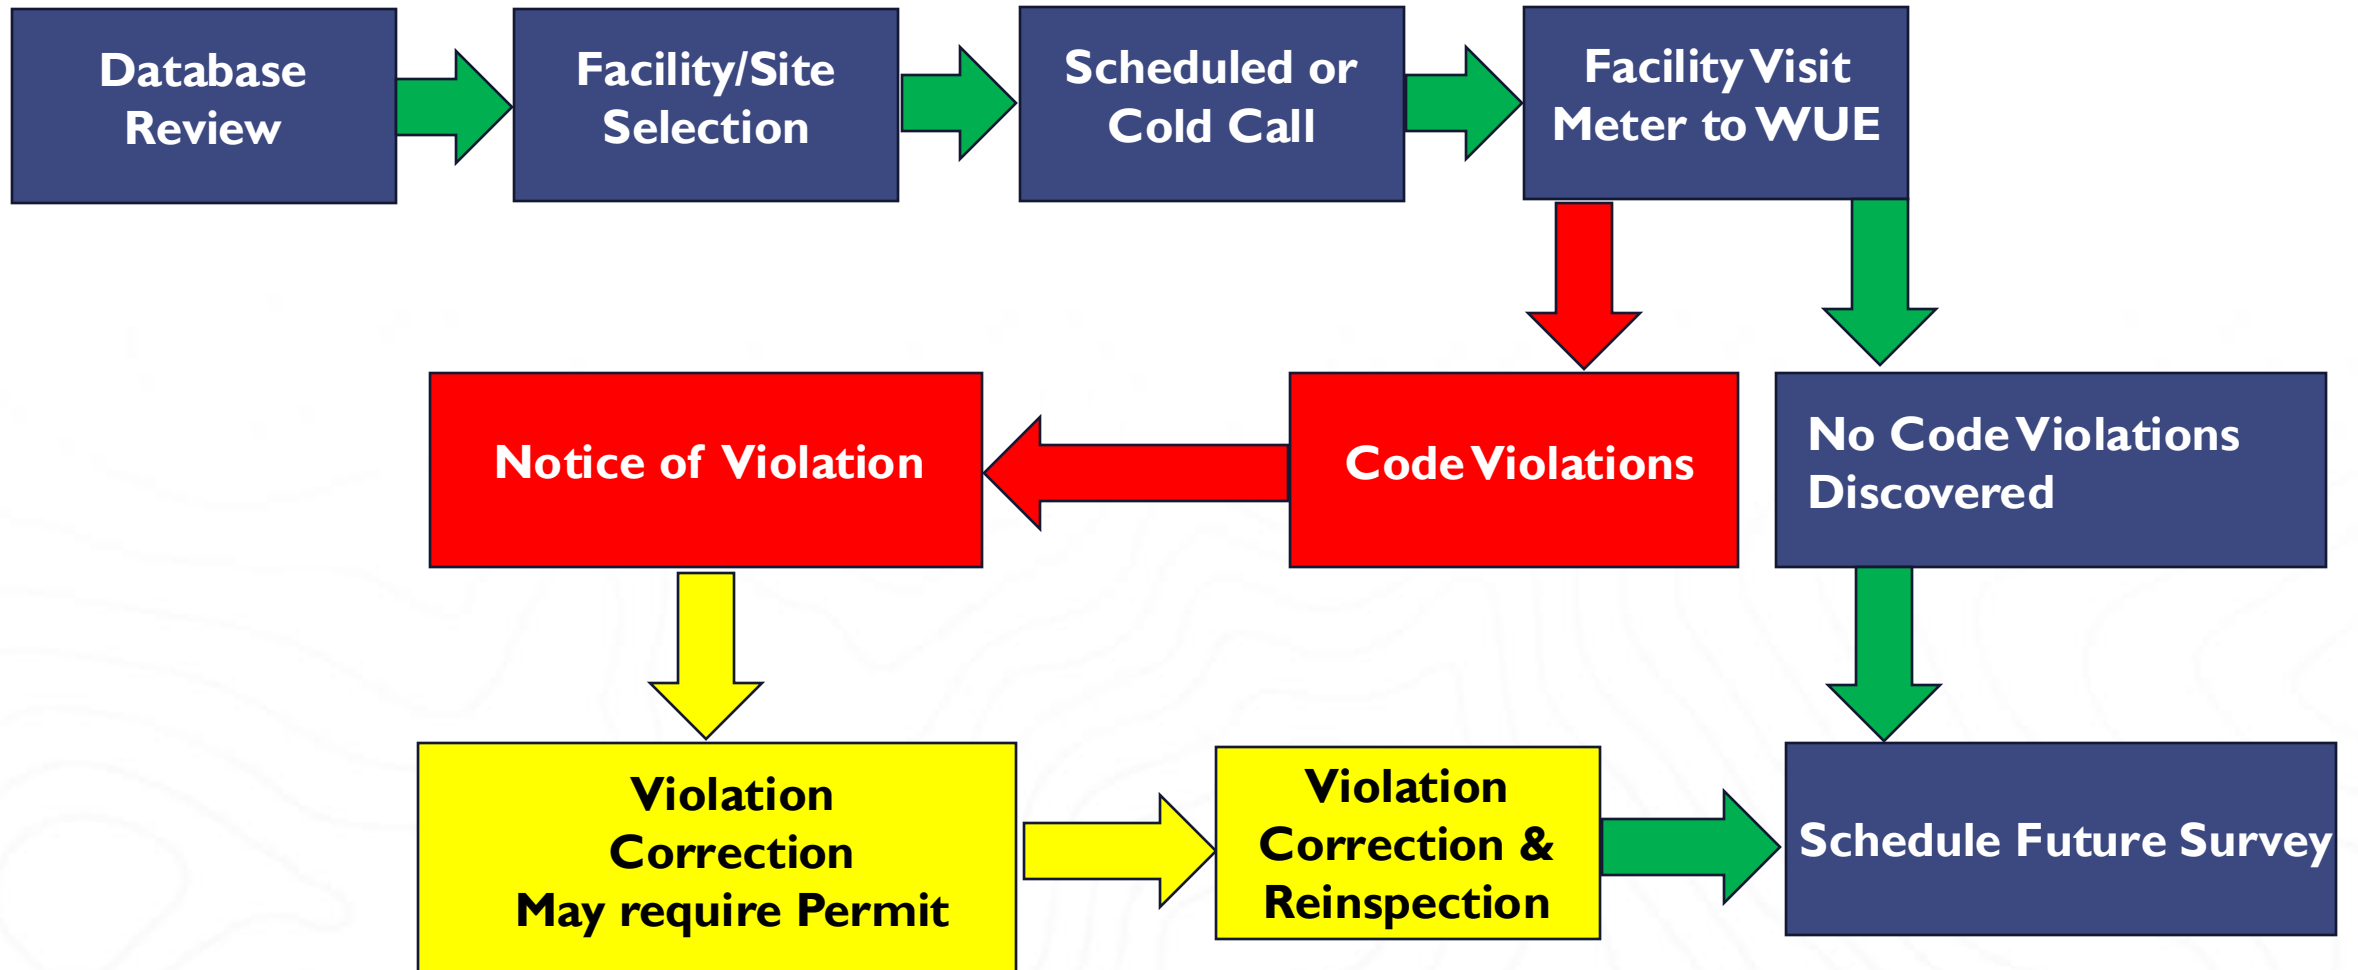 Database
Review
Facility/Site
Selection
Scheduled or
Cold Call
Facility Visit
Meter to WUE
Notice of Violation
Code Violations
No Code Violations
Discovered
Violation
Correction
May require Permit
Violation
Correction &
Reinspection
Schedule Future Survey